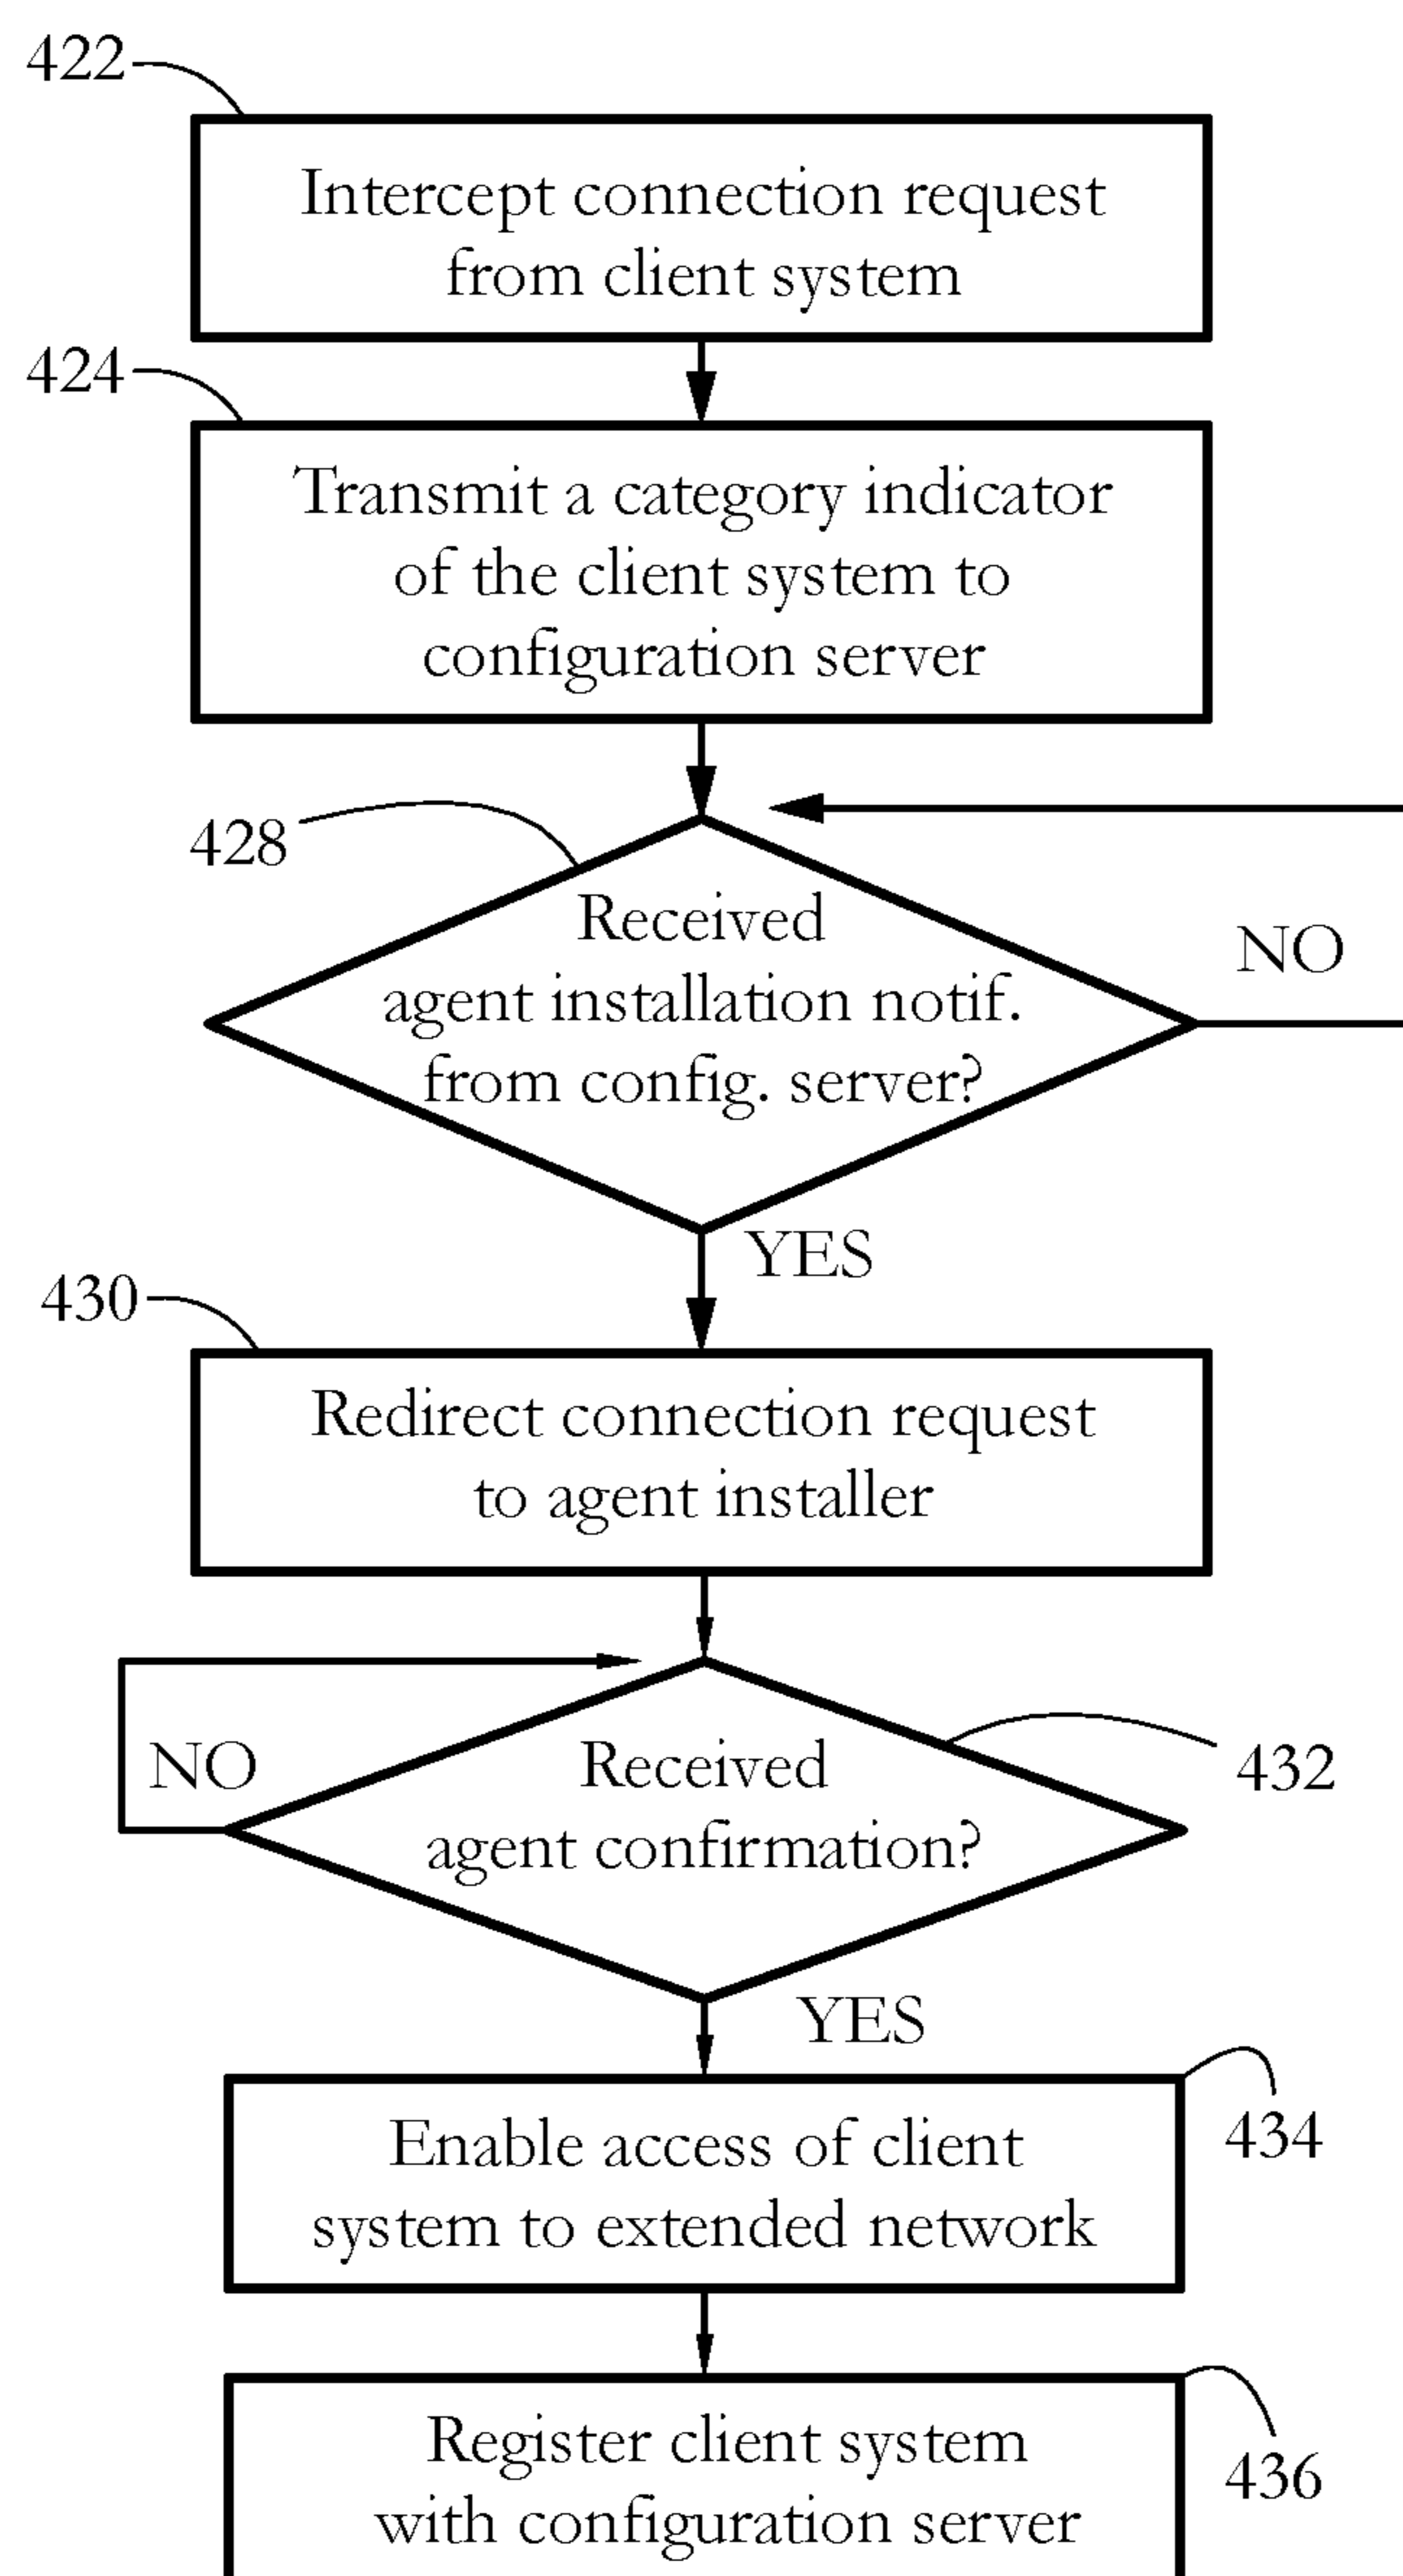 422
Intercept connection request
from client system
424
Transmit a category indicator
of the client system to
configuration server
428
Received
agent installation notif.
from config. server?
NO
YES
430
Redirect connection request
to agent installer
NO
Received
agent confirmation?
432
YES
Enable access of client
system to extended network
434
Register client system
with configuration server
436